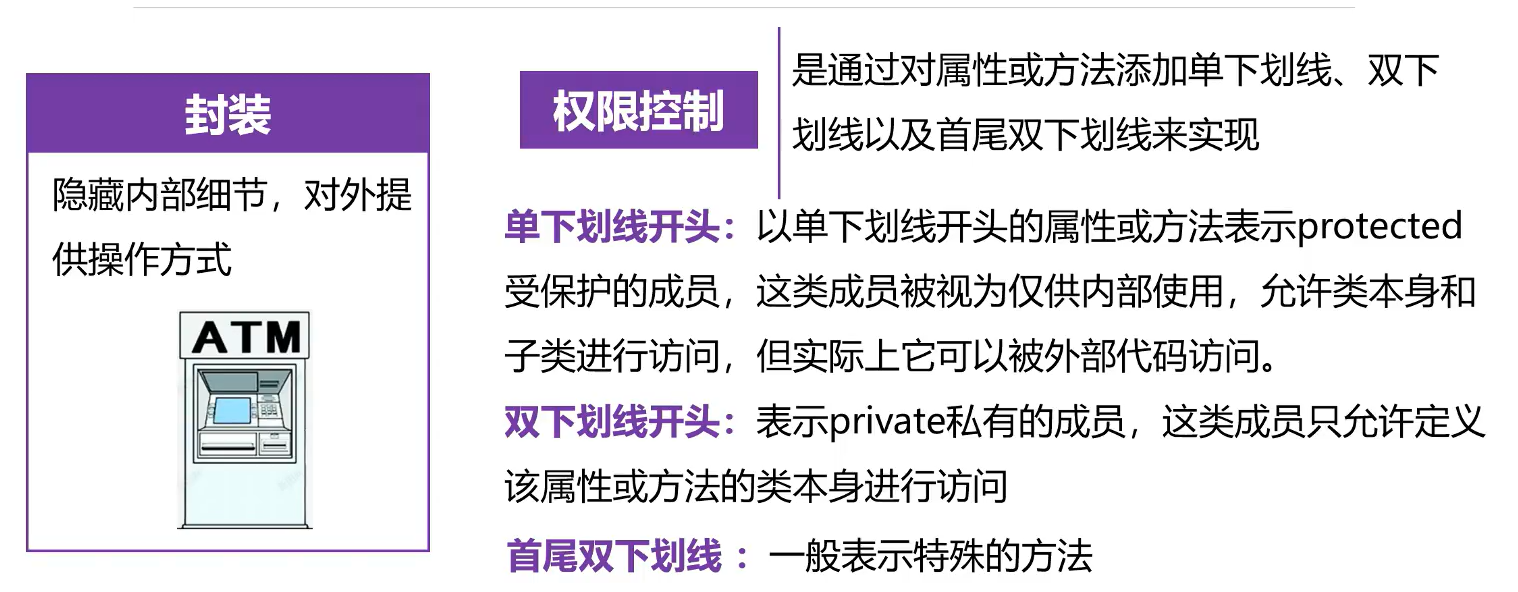 封装
隐藏内部细节，对外提
供操作方式
ATM
权限控制
是通过对属性或方法添加单下划线、双下
划线以及首尾双下划线来实现
单下划线开头：以单下划线开头的属性或方法表示protected
受保护的成员，这类成员被视为仅供内部使用，允许类本身和
子类进行访问，但实际上它可以被外部代码访问。
双下划线开头：表示private私有的成员，这类成员只允许定义
该属性或方法的类本身进行访问
首尾双下划线 ：一般表示特殊的方法